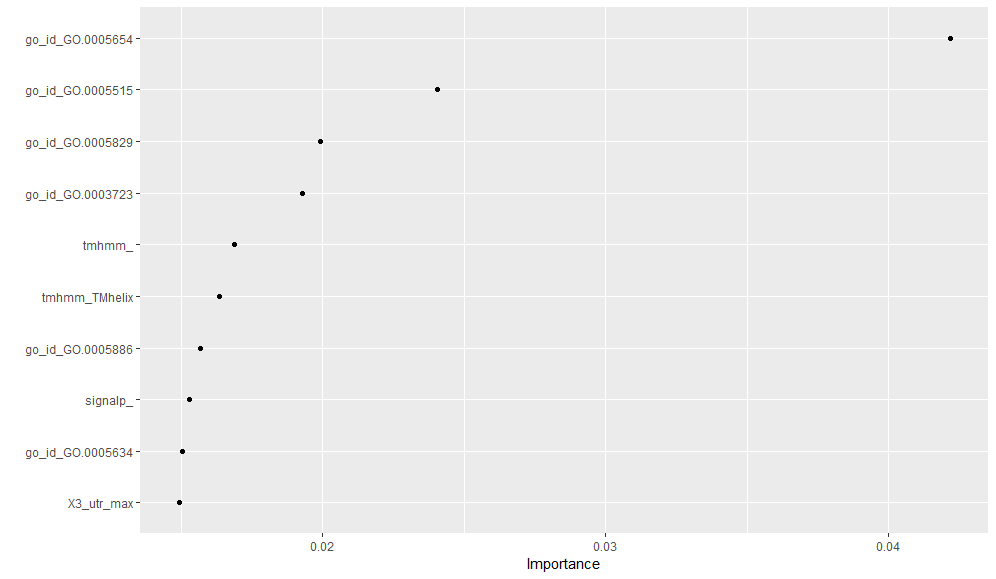 go_id_GO.0005654
go_id_GO.0005515
go_id_GO.0005829
go_id_GO.0003723
tmhmm_
tmhmm_TMhelix
go_id_GO.0005886
signalp_
go_id_GO.0005634
X3_utr_max
0.02 0.03 0.04
Importance